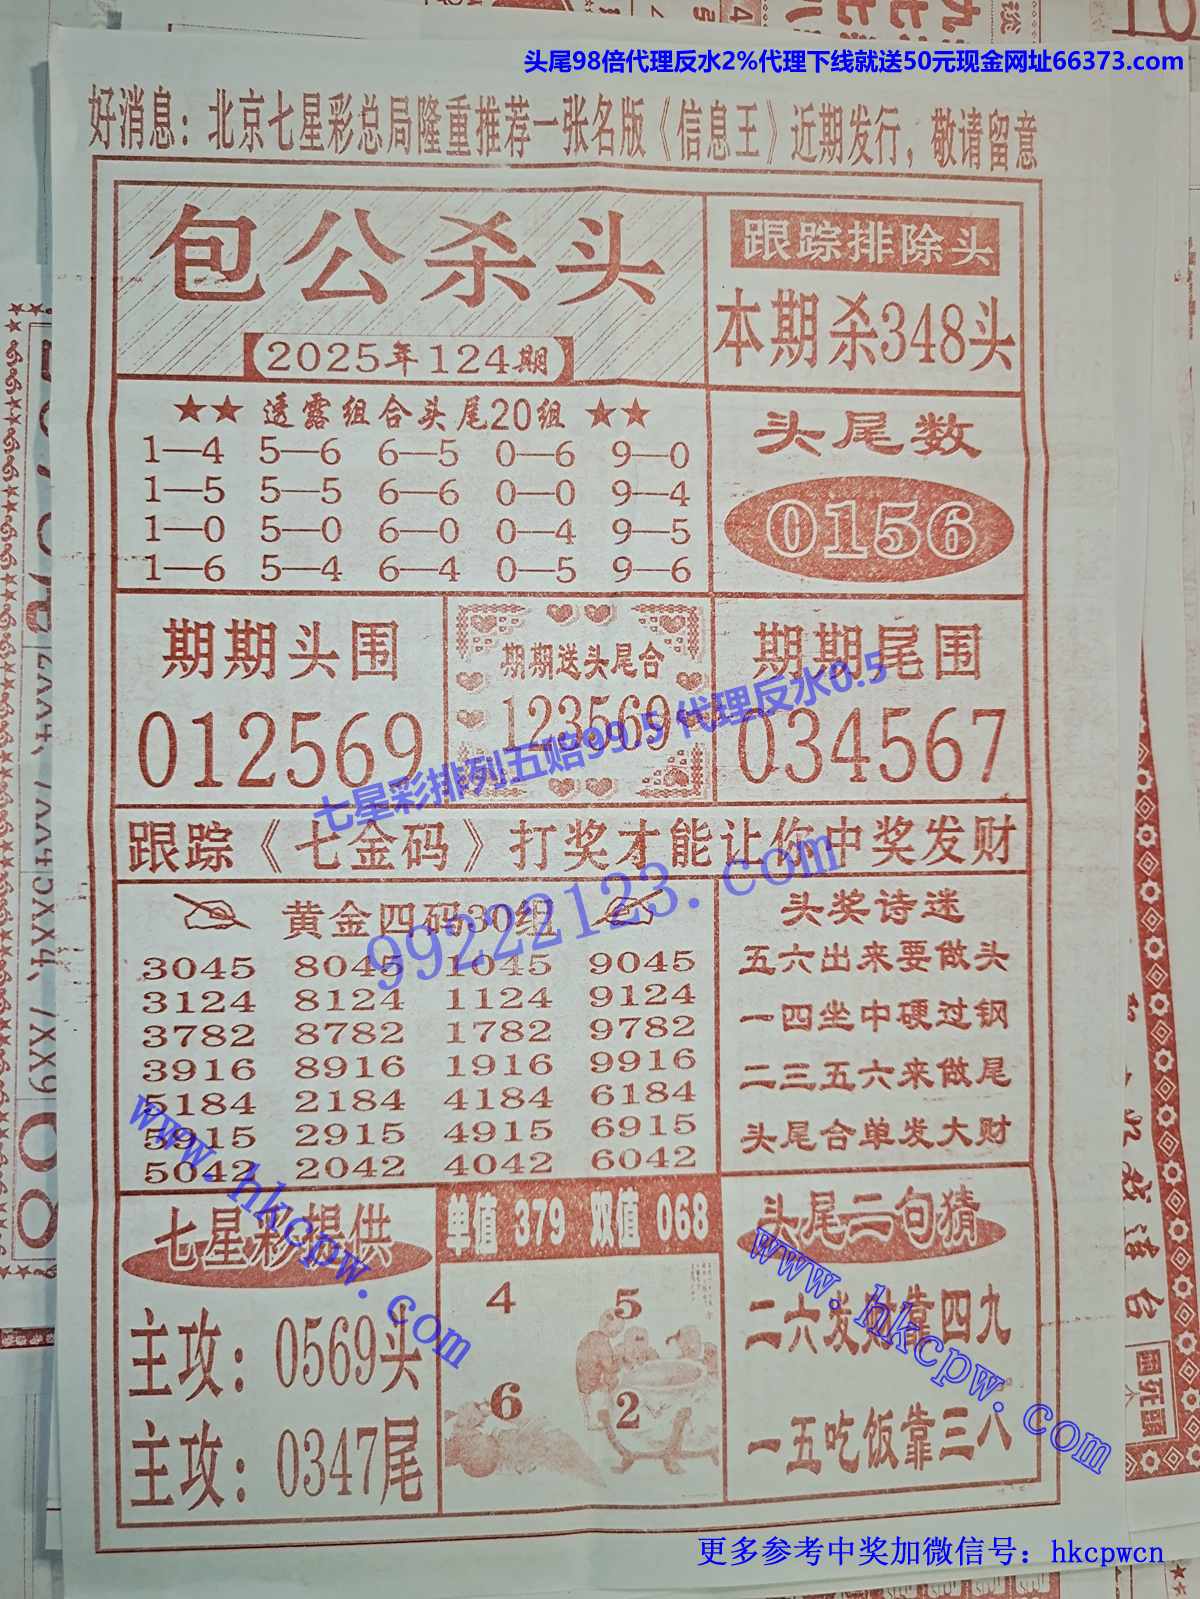 头尾98倍代理反水2%代理下线就送50元现金网址66373.com
好消息：北京七星彩总局隆重推荐一张名版《信息王》近期发行，敬请留意
包公杀头
【2025年124期】
跟踪排除头
本期杀348头
★★ 透露组合头尾20组 ★★
1—4 5—6 6—5 0—6 9—0
1—5 5—5 6—6 0—0 9—4
1—0 5—0 6—0 0—4 9—5
1—6 5—4 6—4 0—5 9—6
头尾数
0156
期期头围
012569
期期送头尾合
123569
期期尾围
034567
七星彩排列五赔99.5 代理反水0.5
跟踪《七金码》打奖才能让你中奖发财
99222123.com
黄金四码30组
3045 8045 1045 9045
3124 8124 1124 9124
3782 8782 1782 9782
3916 8916 1916 9916
5184 2184 4184 6184
5915 2915 4915 6915
5042 2042 4042 6042
头奖诗迷
五六出来要做头
一四坐中硬过钢
二三五六来做尾
头尾合单发大财
www.hkcpw.com
七星彩提供
主攻：0569头
主攻：0347尾
单值 379 双值 068
4 5
6 2
头尾二句猜
二六发财靠四九
一五吃饭靠三八
www.hkcpw.com
更多参考中奖加微信号：hkcpwcn